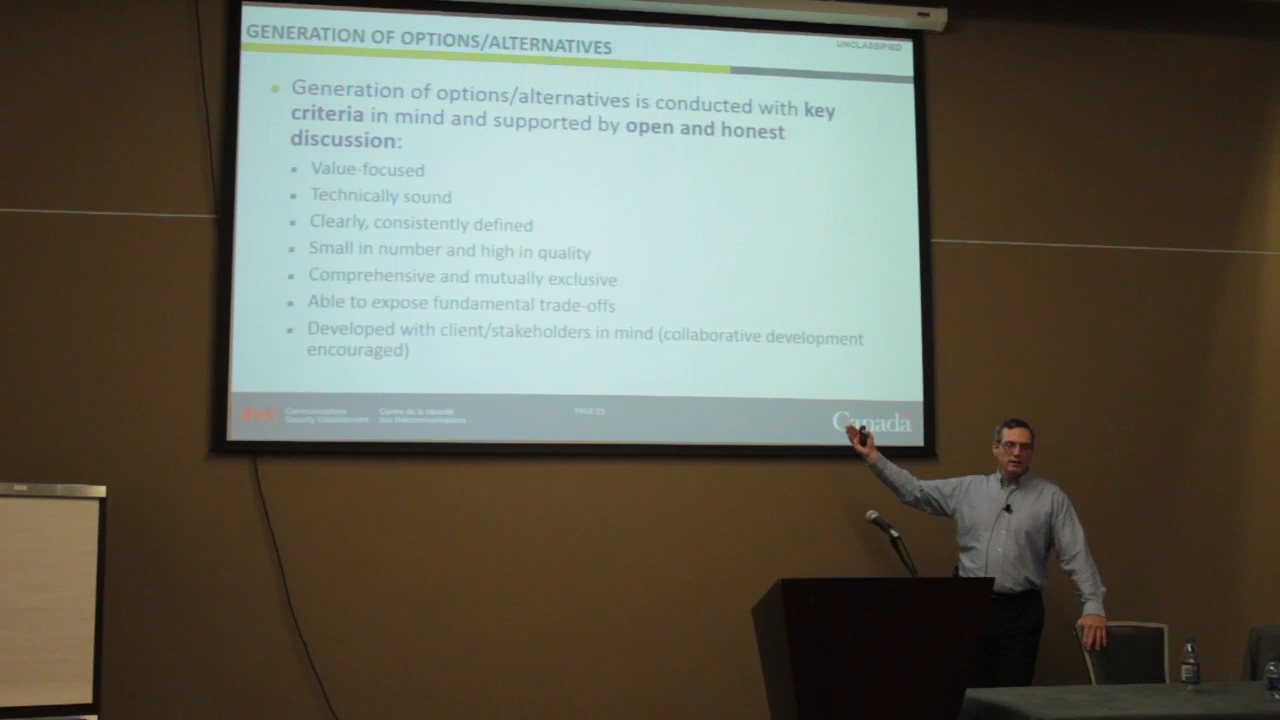 GENERATION OF OPTIONS/ALTERNATIVES
UNCLASSIFIED
Generation of options/alternatives is conducted with key
criteria in mind and supported by open and honest
discussion:
Value-focused
Technically sound
Clearly, consistently defined
Small in number and high in quality
Comprehensive and mutually exclusive
Able to expose fundamental trade-offs
Developed with client/stakeholders in mind (collaborative development
encouraged)
Communications
Security Establishment
Centre de la sécurité
des télécommunications
PAGE
Canada